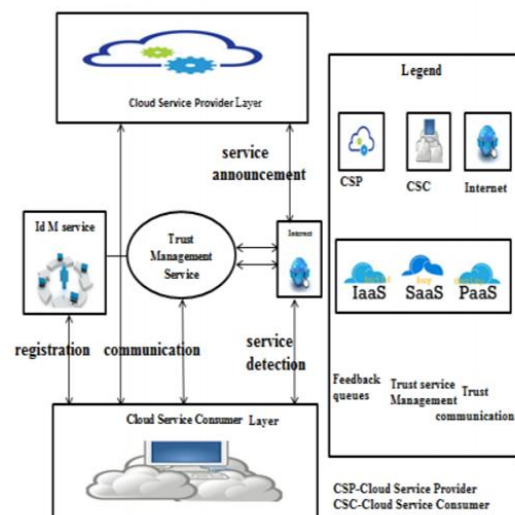 Cloud Service Provider Layer
service
announcement
Id M service
Trust
Management
Service
Internet
registration
communication
service
detection
Cloud Service Consumer Layer
Legend
CSP
CSC
Internet
IaaS
SaaS
PaaS
Feedback
queues
Trust service
Management
Trust
communication
CSP-Cloud Service Provider
CSC-Cloud Service Consumer